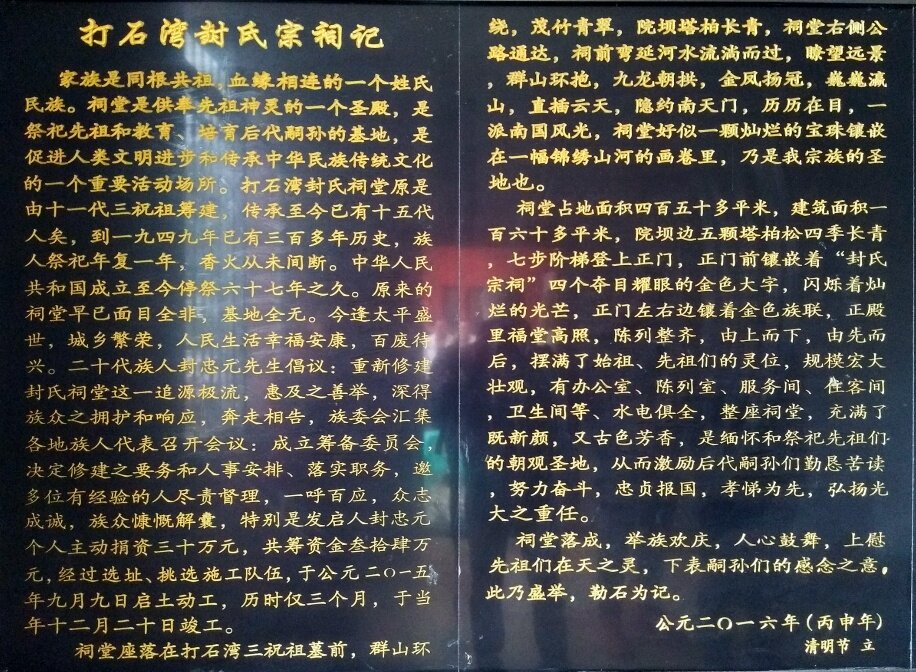 打石湾封氏宗祠记
家族是同根共祖,血缘相连的一个姓氏
民族。祠堂是供奉先祖神灵的一个圣殿，是
祭祀先祖和教育、培育后代嗣孙的基地，是
促进人类文明进步和传承中华民族传统文化
的一个重要活动场所。打石湾封氏祠堂原是
由十一代三祝祖筹建，传承至今已有十五代
人矣，到一九四九年已有三百多年历史，族
人祭祀年复一年，香火从未间断。中华人民
共和国成立至今停祭六十七年之久。原来的
祠堂早已面目全非，基地全无。今逢太平盛
世，城乡繁荣，人民生活幸福安康，百废待
兴。二十代族人封忠元先生倡议：重新修建
封氏祠堂这一追源极流，惠及之善举，深得
族众之拥护和响应，奔走相告，族委会汇集
各地族人代表召开会议：成立筹备委员会，
决定修建之要务和人事安排、落实职务，邀
多位有经验的人尽责督理，一呼百应，众志
成诚，族众慷慨解囊，特别是发启人封忠元
个人主动捐资三十万元，共筹资金叁拾肆万
元,经过选址、挑选施工队伍,于公元二〇一五
年九月九日启土动工，历时仅三个月，于当
年十二月二十日竣工。
祠堂座落在打石湾三祝祖墓前，群山环
绕，茂竹青翠，院坝塔柏长青，祠堂右侧公
路通达，祠前弯延河水流淌而过，瞭望远景
，群山环抱，九龙朝拱，金凤扬冠，巍巍瀛
山，直插云天，隐约南天门，历历在目，一
派南国风光，祠堂好似一颗灿烂的宝珠镶嵌
在一幅锦绣山河的画卷里，乃是我宗族的圣
地也。
祠堂占地面积四百五十多平米，建筑面积一
百六十多平米，院坝边五颗塔柏松四季长青
，七步阶梯登上正门，正门前镶嵌着“封氏
宗祠”四个夺目耀眼的金色大字，闪烁着灿
烂的光芒，正门左右边镶着金色族联，正殿
里福堂高照，陈列整齐，由上而下，由先而
后，摆满了始祖、先祖们的灵位，规模宏大
壮观，有办公室、陈列室、服务间、住客间
，卫生间等、水电俱全，整座祠堂，充满了
既新颜，又古色芳香，是缅怀和祭祀先祖们
的朝观圣地，从而激励后代嗣孙们勤恳苦读
，努力奋斗，忠贞报国，孝悌为先，弘扬光
大之重任。
祠堂落成，举族欢庆，人心鼓舞，上慰
先祖们在天之灵，下表嗣孙们的感念之意，
此乃盛举，勒石为记。
公元二〇一六年(丙申年)
清明节 立